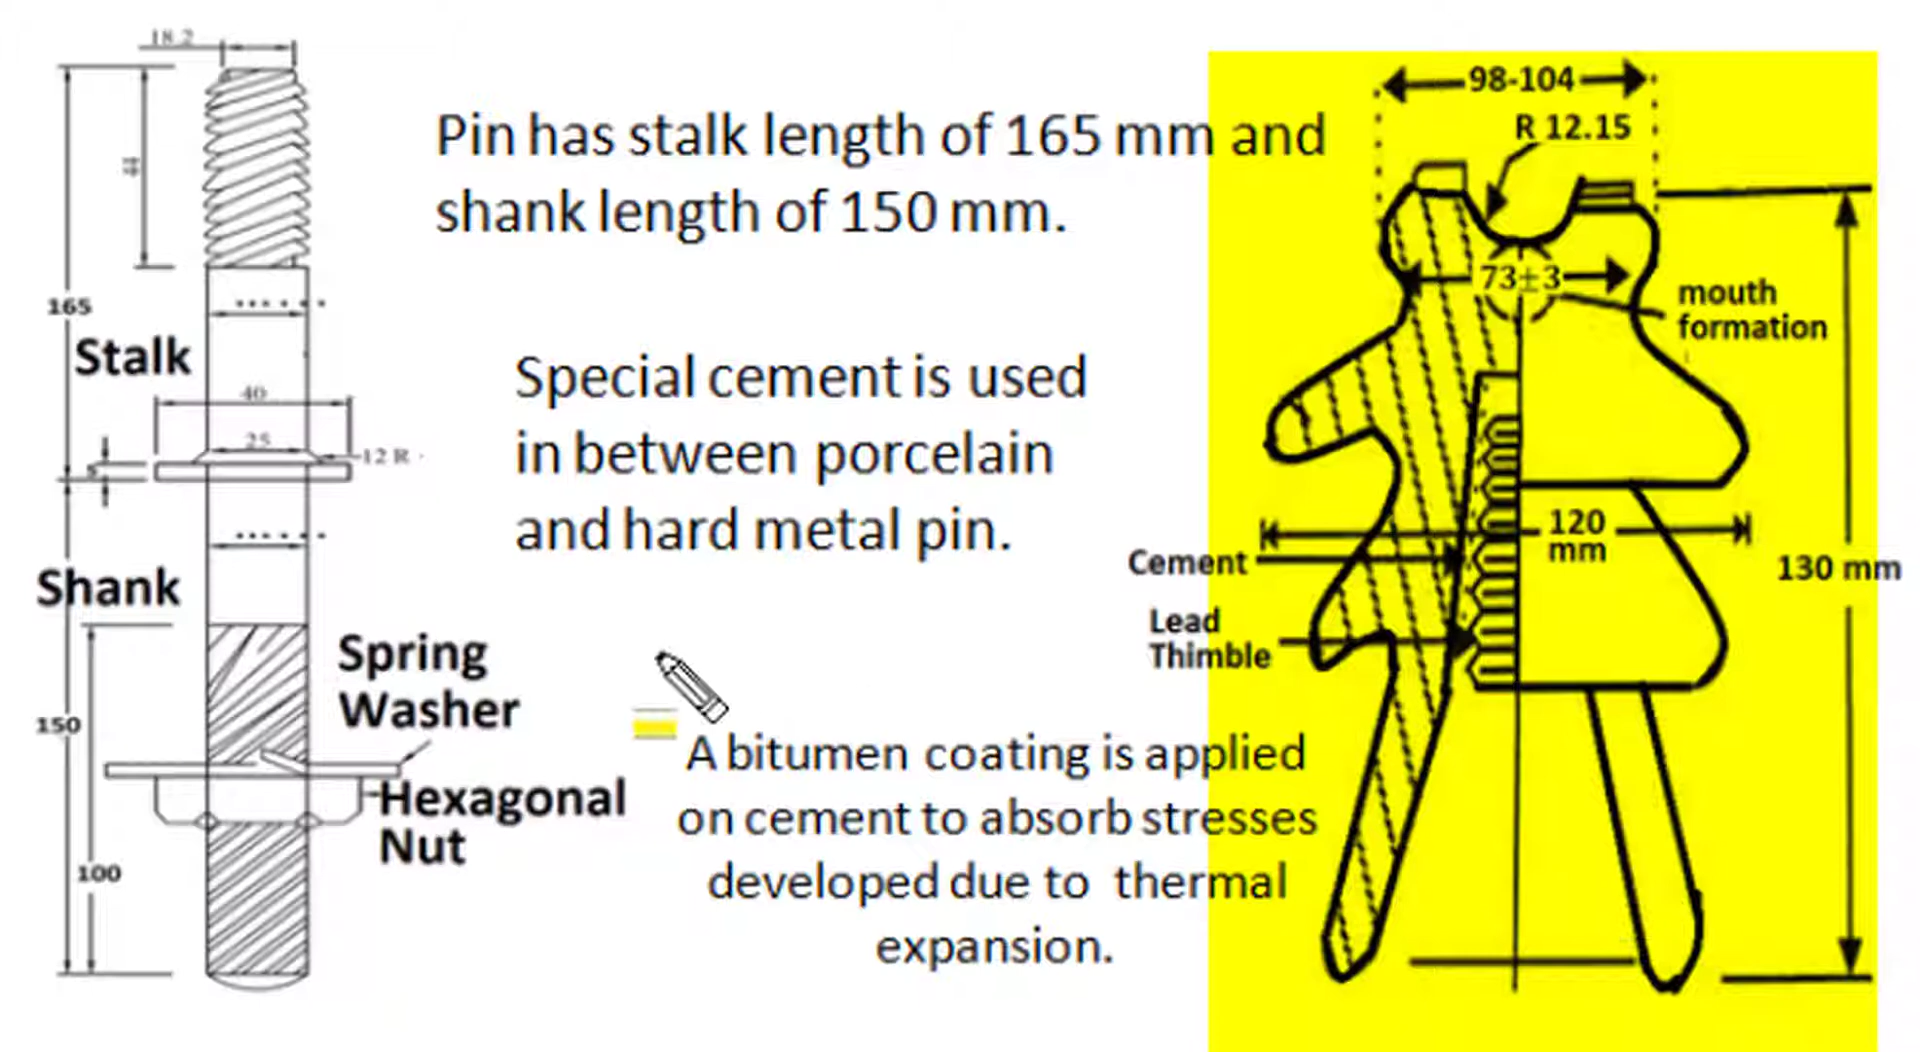 18.2
44
165
Stalk
40
25
12 R
5
Shank
150
100
Spring
Washer
Hexagonal
Nut
Pin has stalk length of 165 mm and
shank length of 150 mm.
Special cement is used
in between porcelain
and hard metal pin.
A bitumen coating is applied
on cement to absorb stresses
developed due to thermal
expansion.
98-104
R 12.15
73±3
mouth
formation
120
mm
130 mm
Cement
Lead
Thimble